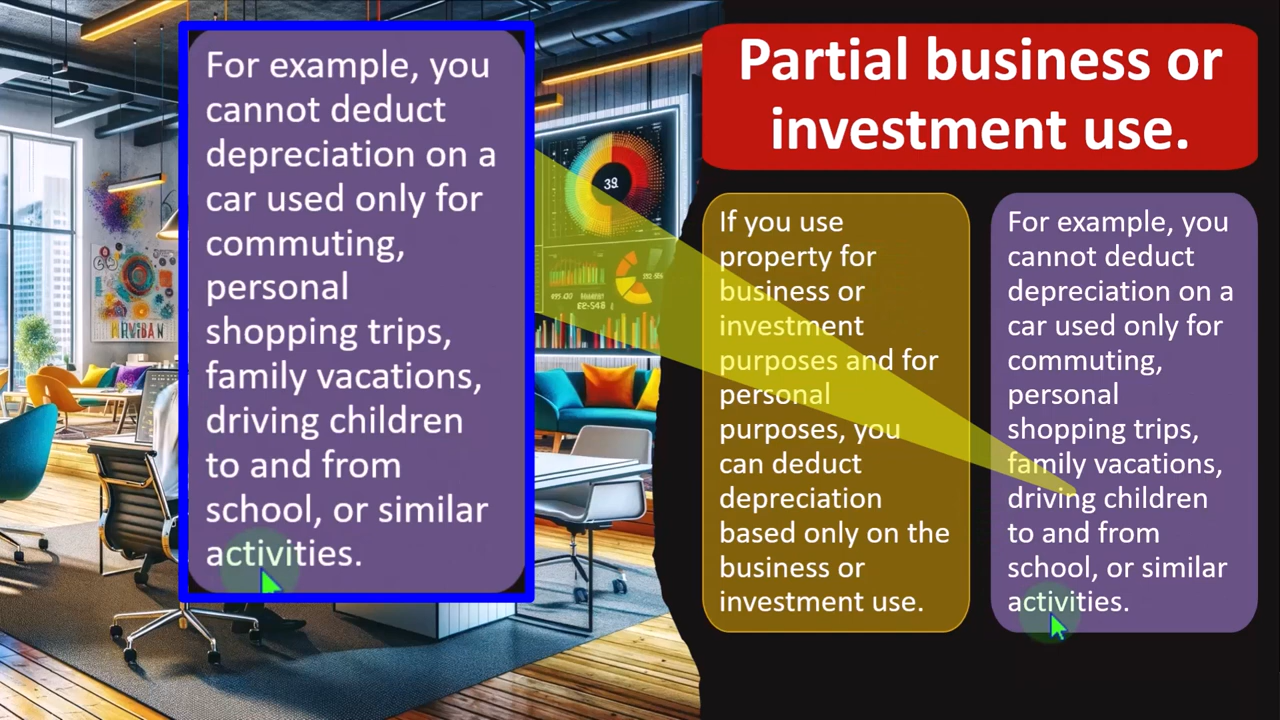 For example, you
cannot deduct
depreciation on a
car used only for
commuting,
personal
shopping trips,
family vacations,
driving children
to and from
school, or similar
activities.
Partial business or
investment use.
If you use
property for
business or
investment
purposes and for
personal
purposes, you
can deduct
depreciation
based only on the
business or
investment use.
For example, you
cannot deduct
depreciation on a
car used only for
commuting,
personal
shopping trips,
family vacations,
driving children
to and from
school, or similar
activities.
39.